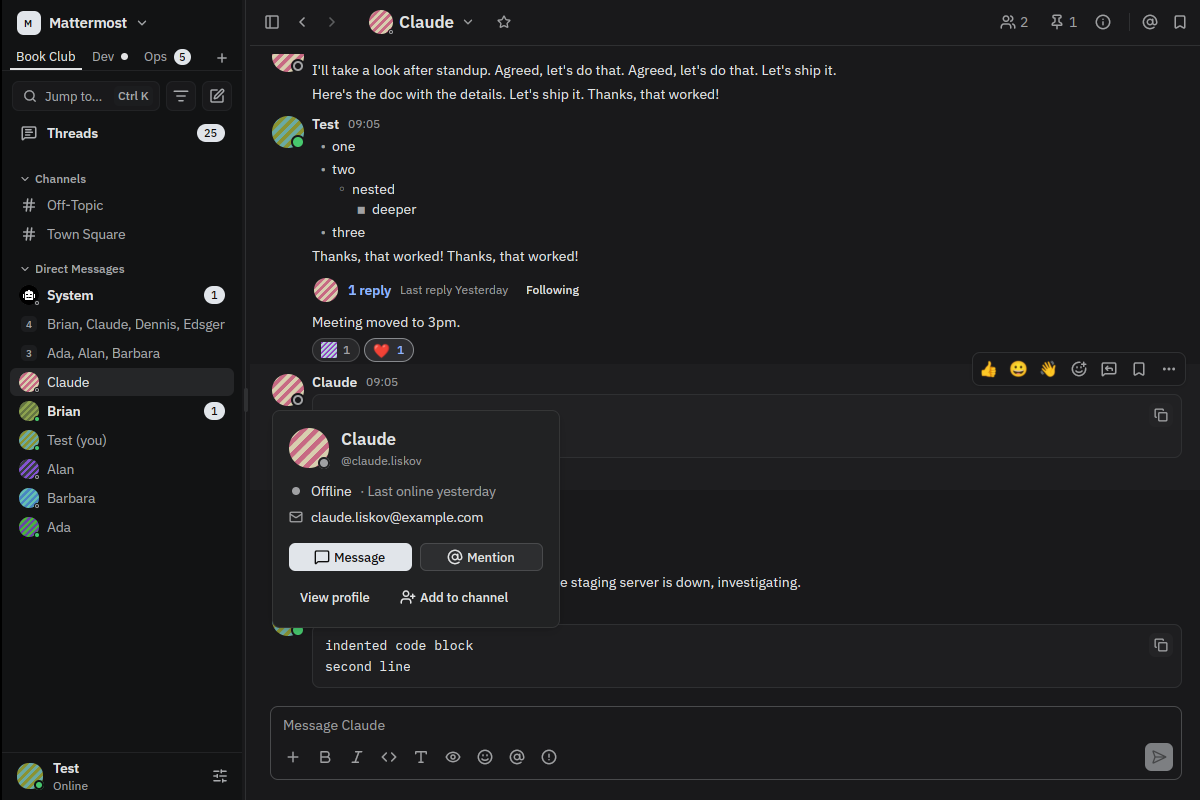 M Mattermost
Book Club Dev Ops 5
Jump to... Ctrl K
Threads 25
Channels
Off-Topic
Town Square
Direct Messages
System 1
4 Brian, Claude, Dennis, Edsger
3 Ada, Alan, Barbara
Claude
Brian 1
Test (you)
Alan
Barbara
Ada
Test
Online
Claude 2 1
I'll take a look after standup. Agreed, let's do that. Agreed, let's do that. Let's ship it.
Here's the doc with the details. Let's ship it. Thanks, that worked!
Test 09:05
one
two
nested
deeper
three
Thanks, that worked! Thanks, that worked!
1 reply Last reply Yesterday Following
Meeting moved to 3pm.
1 1
Claude 09:05
Claude
@claude.liskov
Offline · Last online yesterday
claude.liskov@example.com
Message Mention
View profile Add to channel
staging server is down, investigating.
indented code block
second line
Message Claude